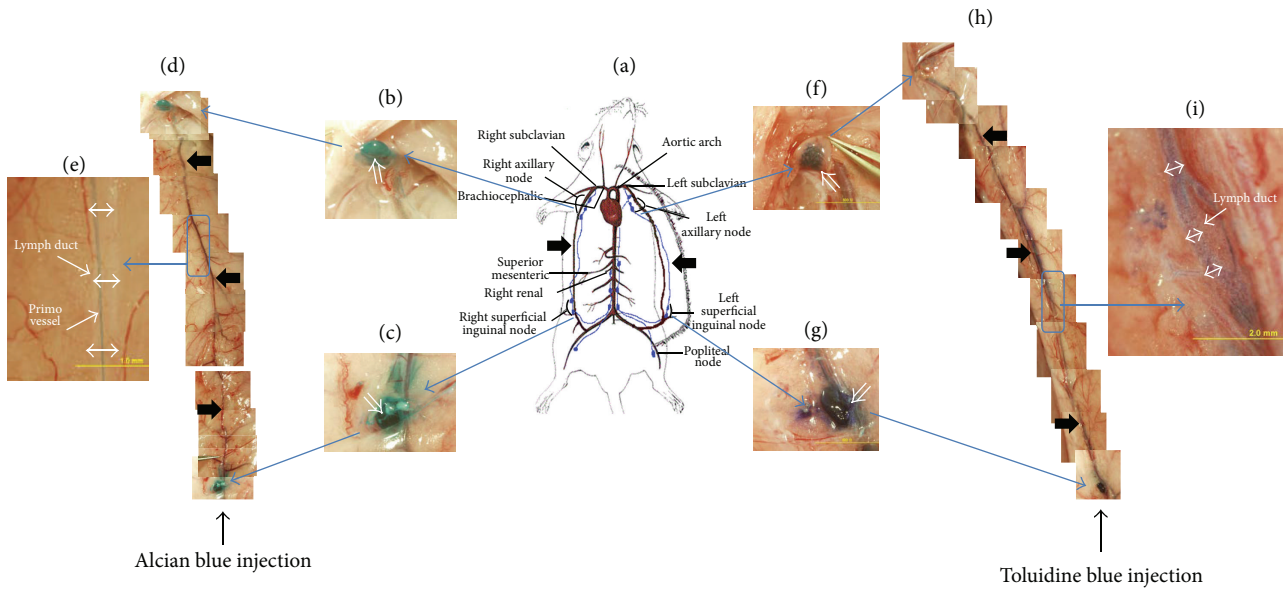 (h)
(d)
(a)
(b)
(f)
(i)
(e)
Right subclavian
Aortic arch
Right axillary
node
Left subclavian
Brachiocephalic
Left
axillary node
Lymph duct
Lymph duct
Superior
mesenteric
Right renal
Primo
vessel
Left
superficial
inguinal node
Right superficial
inguinal node
(c)
(g)
1.0 mm
2.0 mm
Popliteal
node
Alcian blue injection
Toluidine blue injection